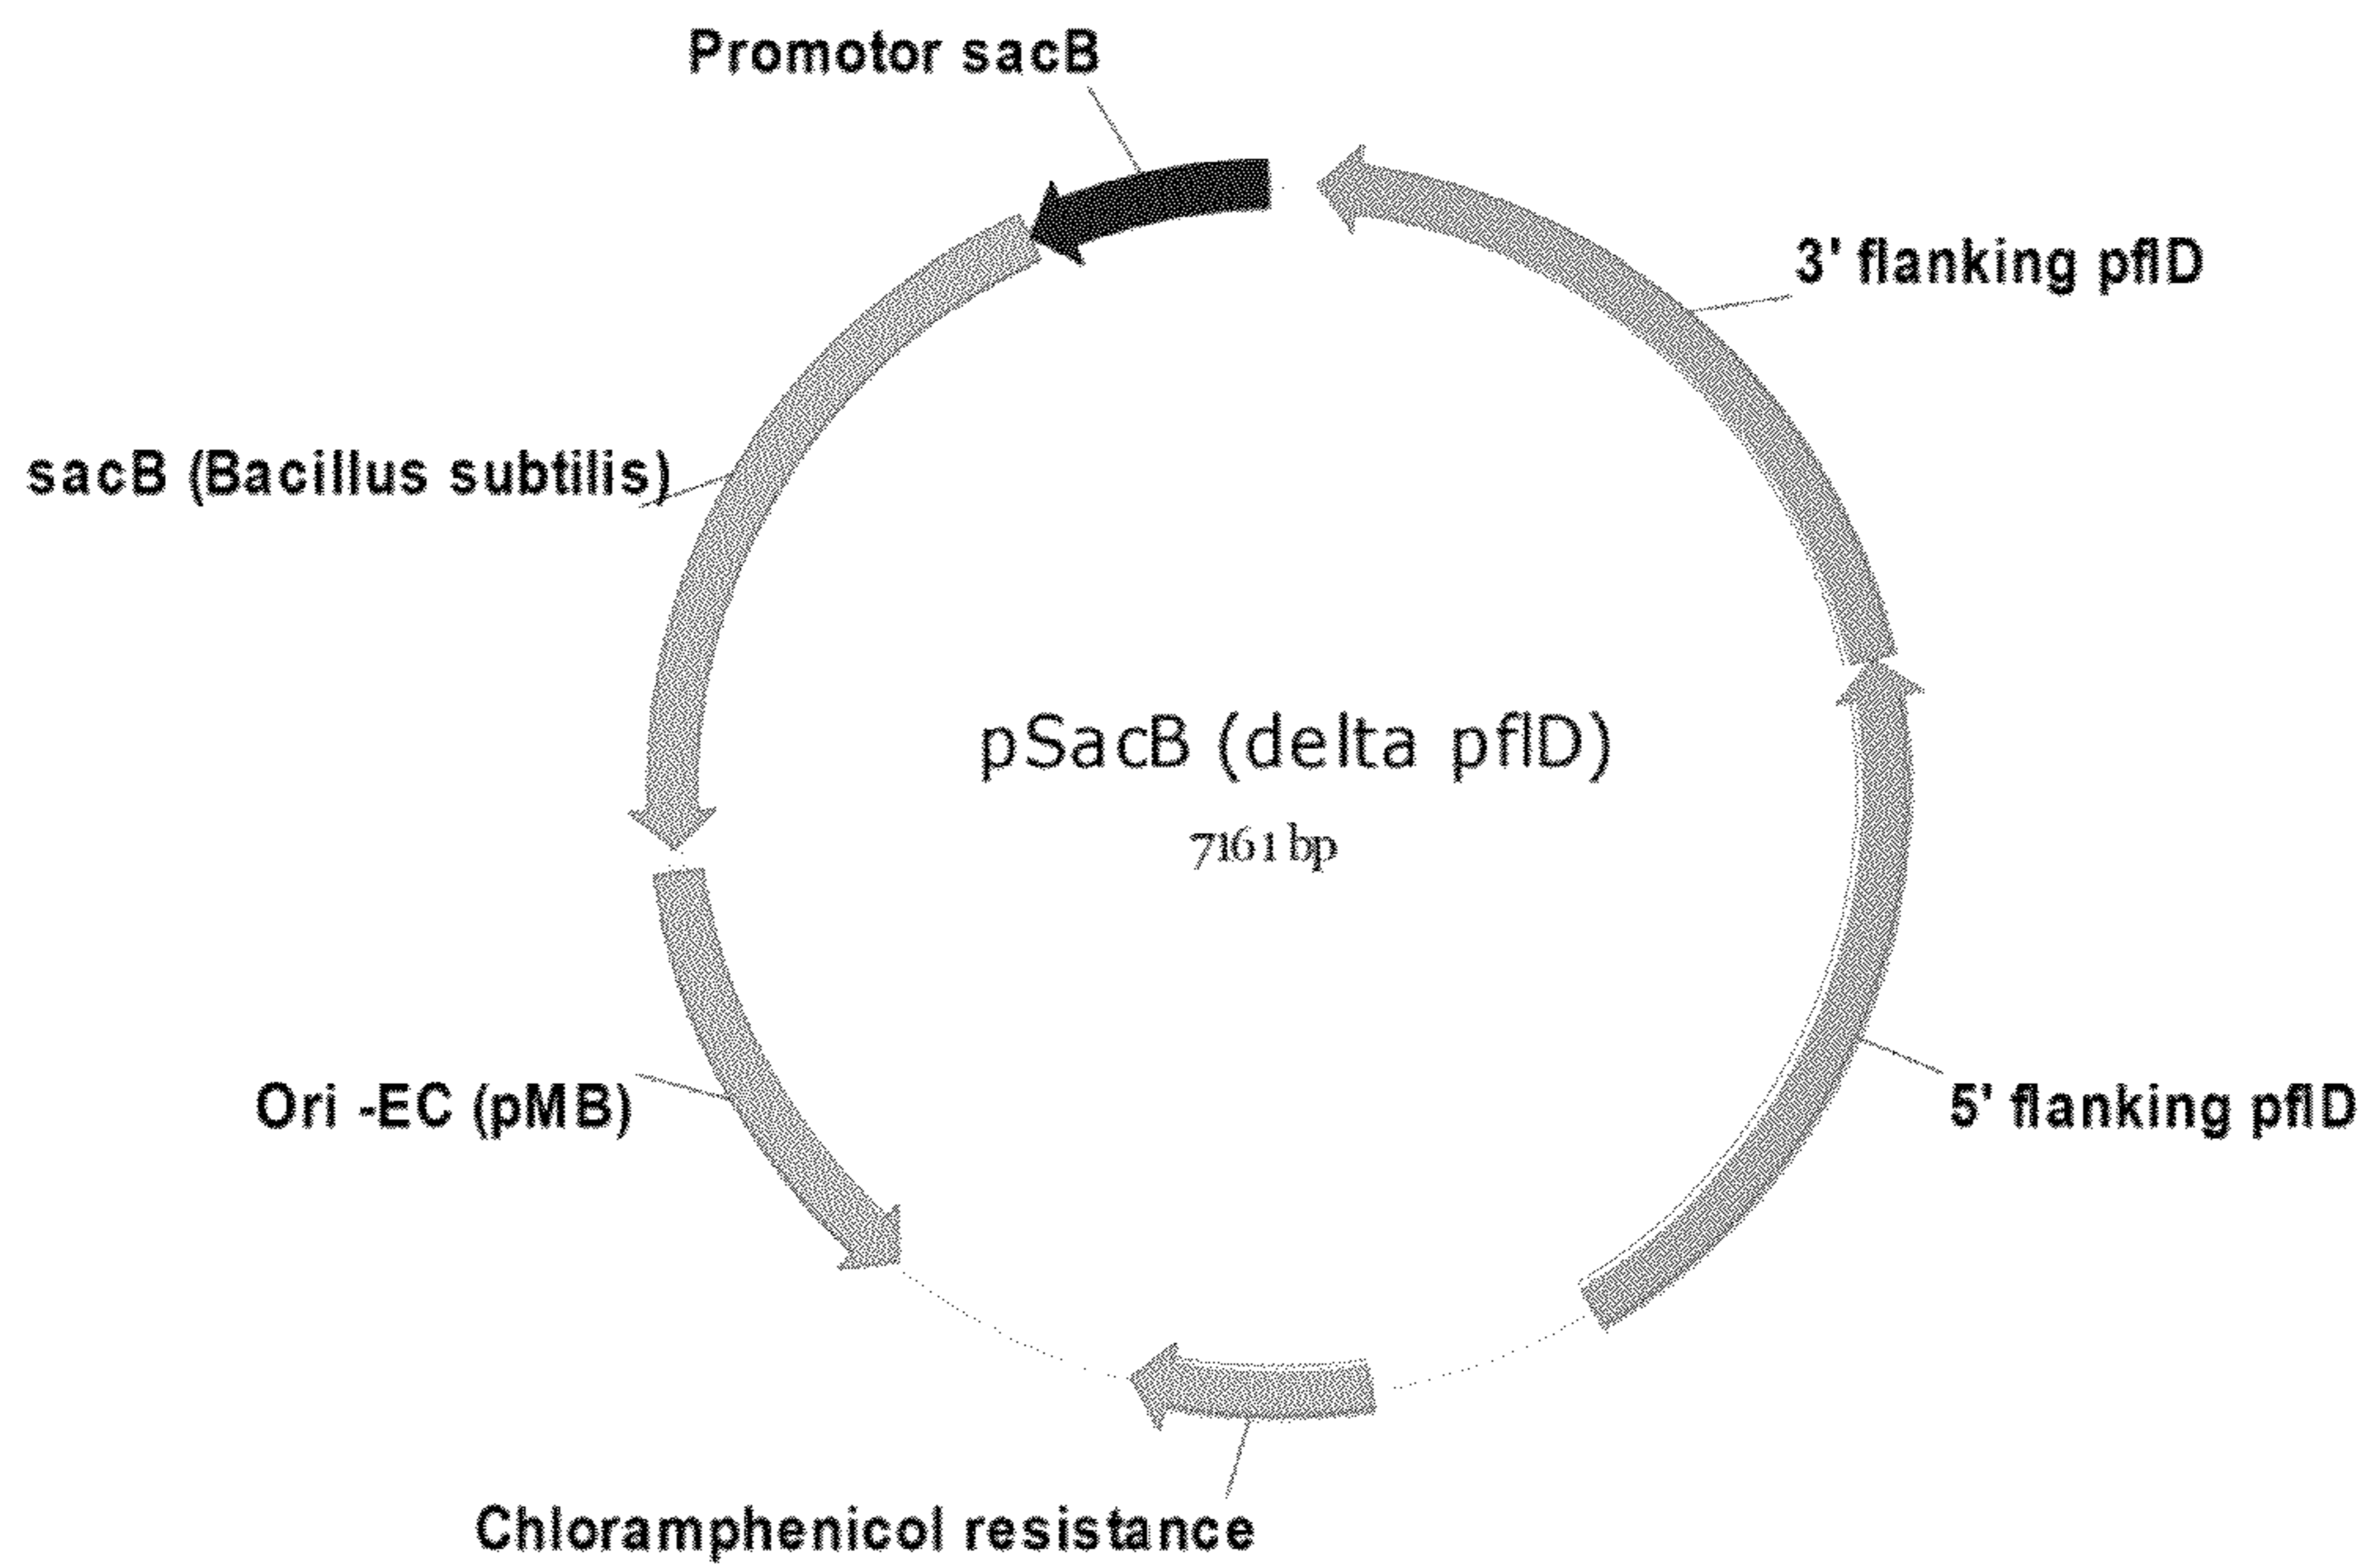 Promotor sacB
3' flanking pflD
sacB (Bacillus subtilis)
pSacB (delta pflD)
7161 bp
Ori -EC (pMB)
5' flanking pflD
Chloramphenicol resistance